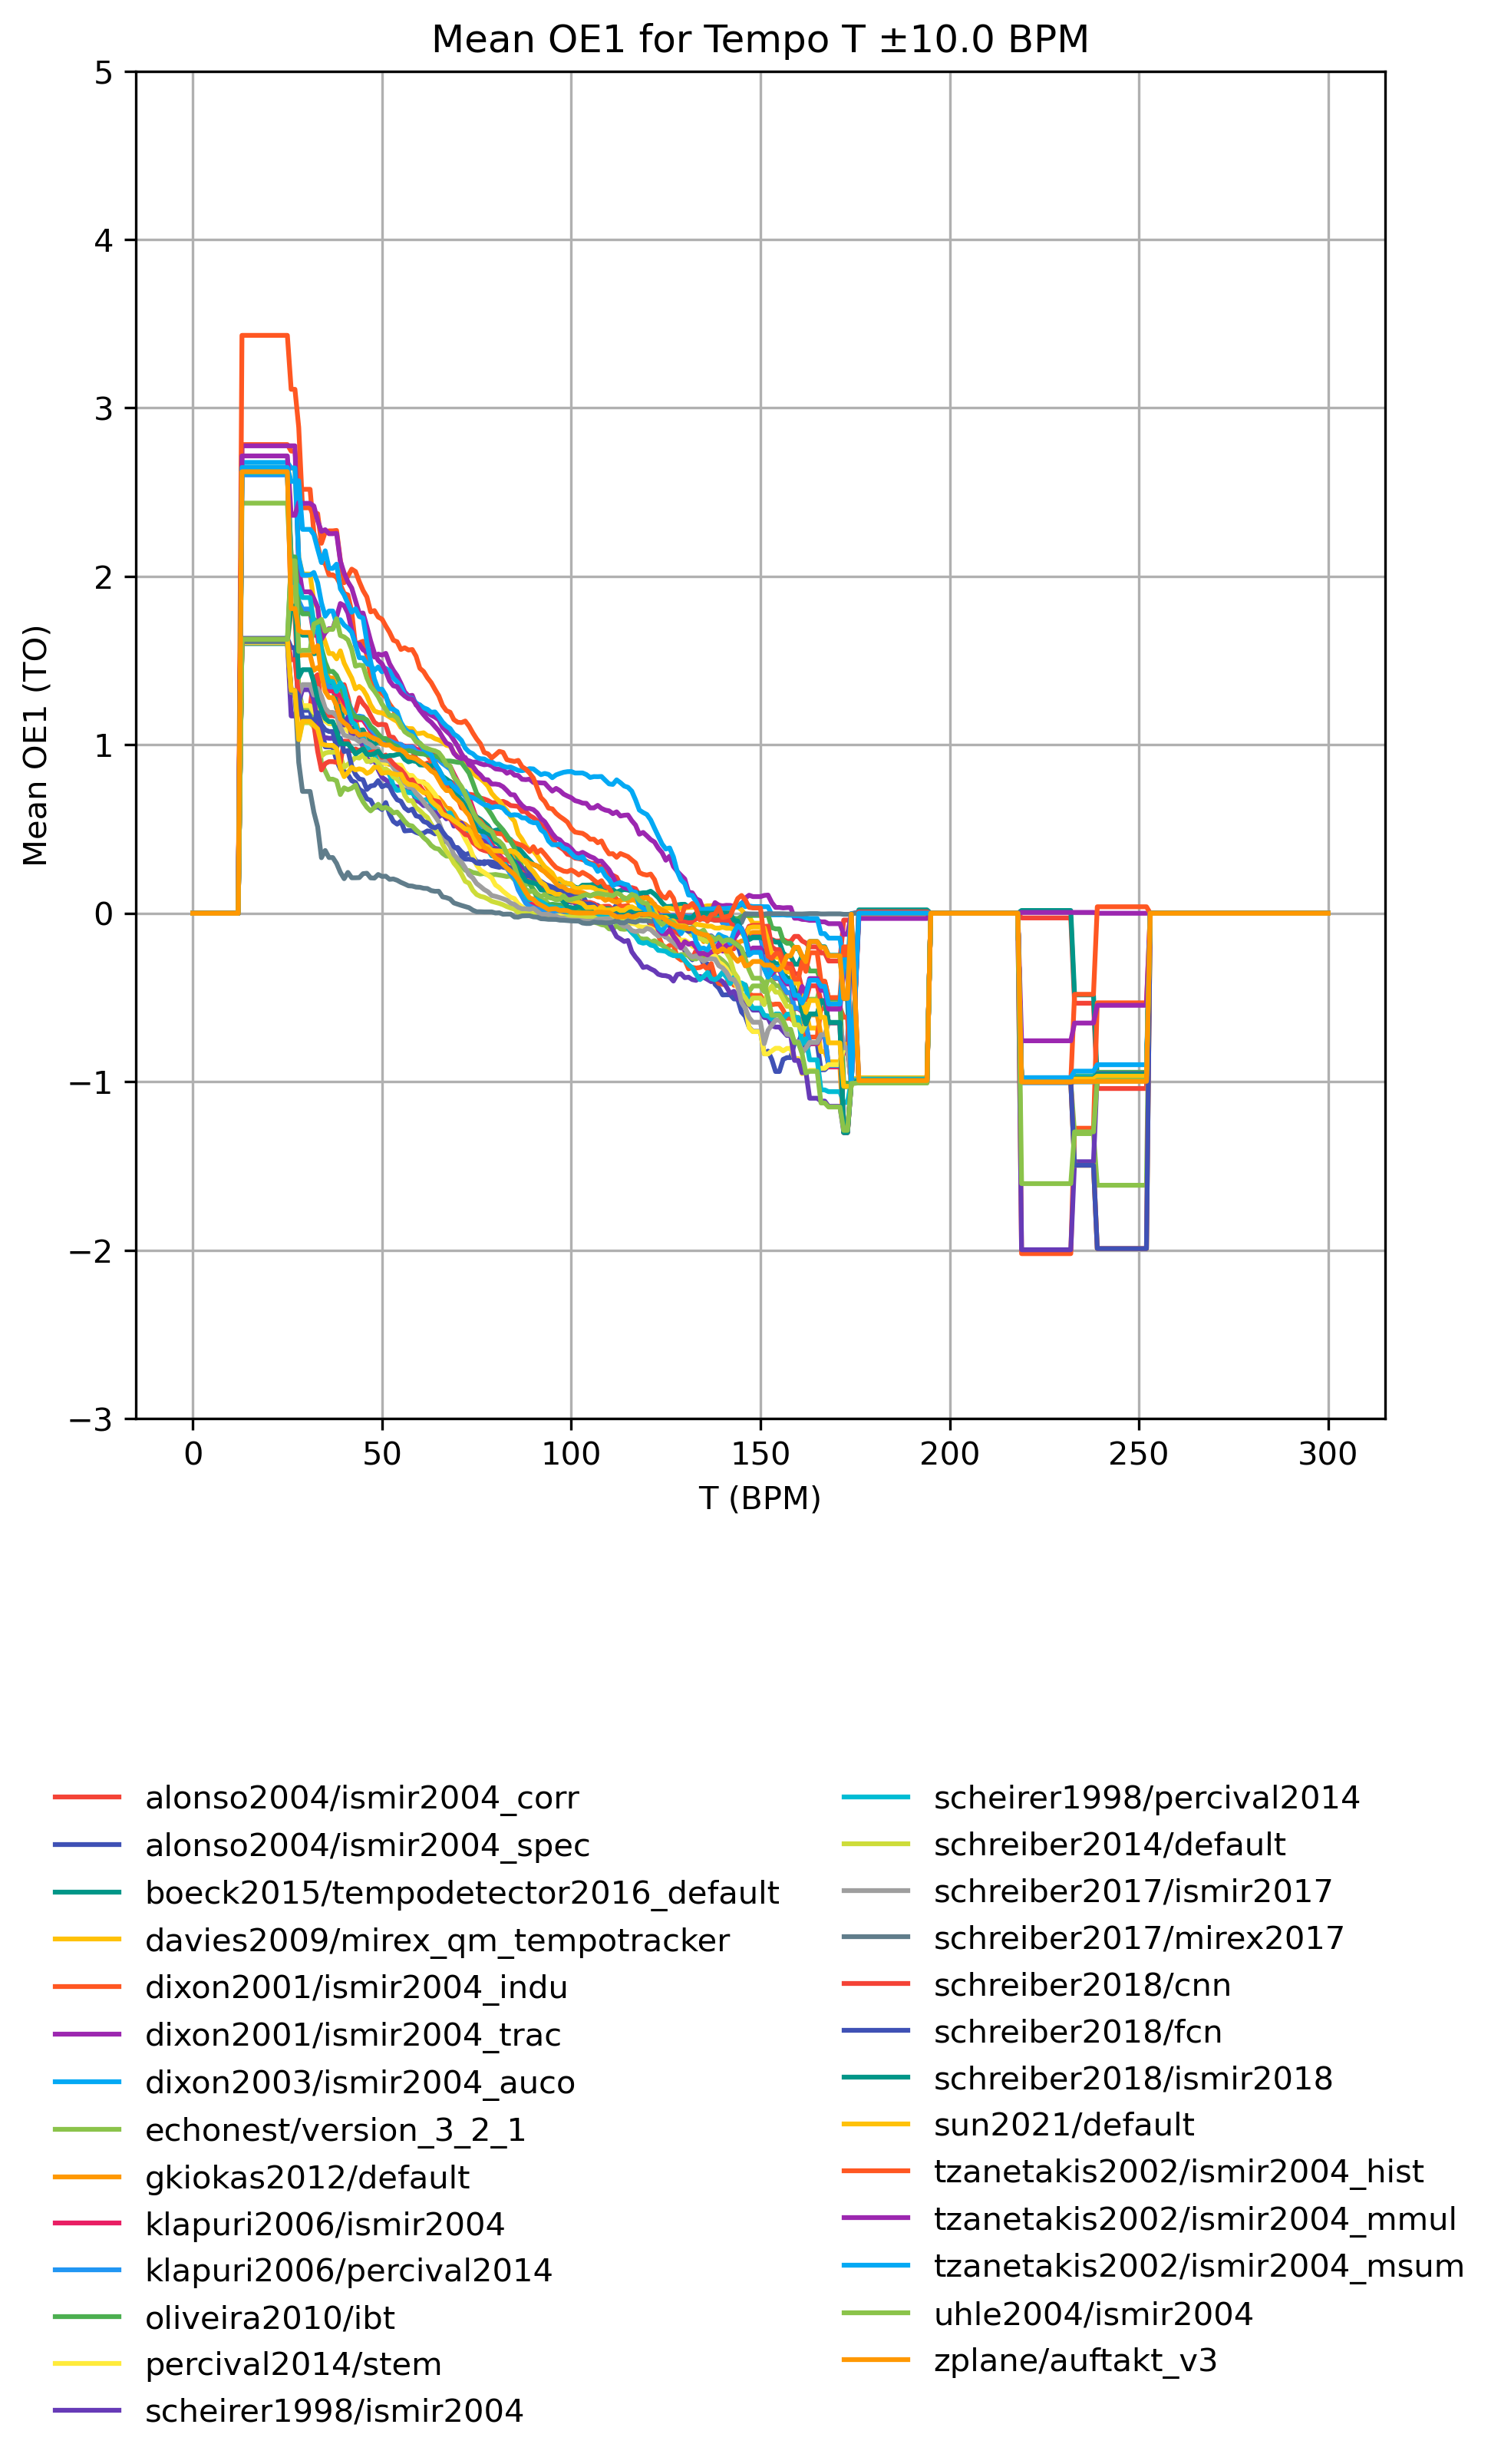 Mean OE1 for Tempo T ±10.0 BPM
5
4
3
2
1
0
−1
−2
−3
Mean OE1 (TO)
0 50 100 150 200 250 300
T (BPM)
alonso2004/ismir2004_corr
alonso2004/ismir2004_spec
boeck2015/tempodetector2016_default
davies2009/mirex_qm_tempotracker
dixon2001/ismir2004_indu
dixon2001/ismir2004_trac
dixon2003/ismir2004_auco
echonest/version_3_2_1
gkiokas2012/default
klapuri2006/ismir2004
klapuri2006/percival2014
oliveira2010/ibt
percival2014/stem
scheirer1998/ismir2004
scheirer1998/percival2014
schreiber2014/default
schreiber2017/ismir2017
schreiber2017/mirex2017
schreiber2018/cnn
schreiber2018/fcn
schreiber2018/ismir2018
sun2021/default
tzanetakis2002/ismir2004_hist
tzanetakis2002/ismir2004_mmul
tzanetakis2002/ismir2004_msum
uhle2004/ismir2004
zplane/auftakt_v3